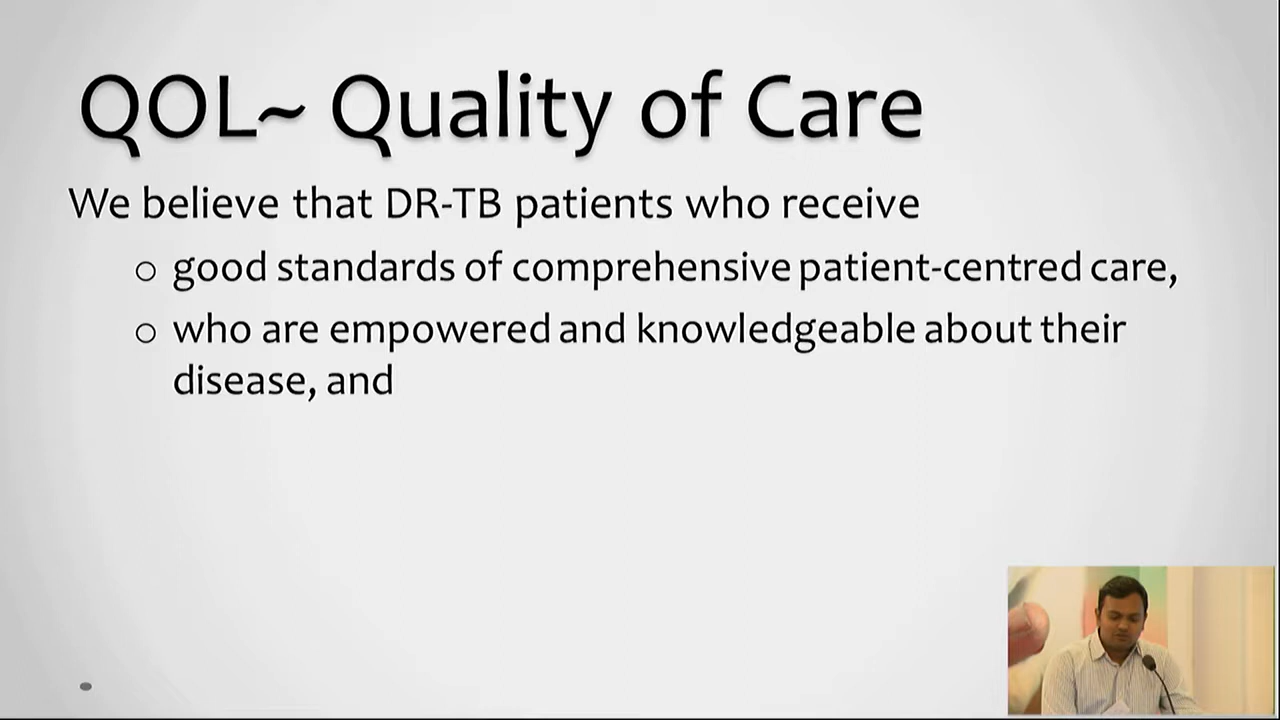 QOL~ Quality of Care
We believe that DR-TB patients who receive
o good standards of comprehensive patient-centred care,
o who are empowered and knowledgeable about their
disease, and